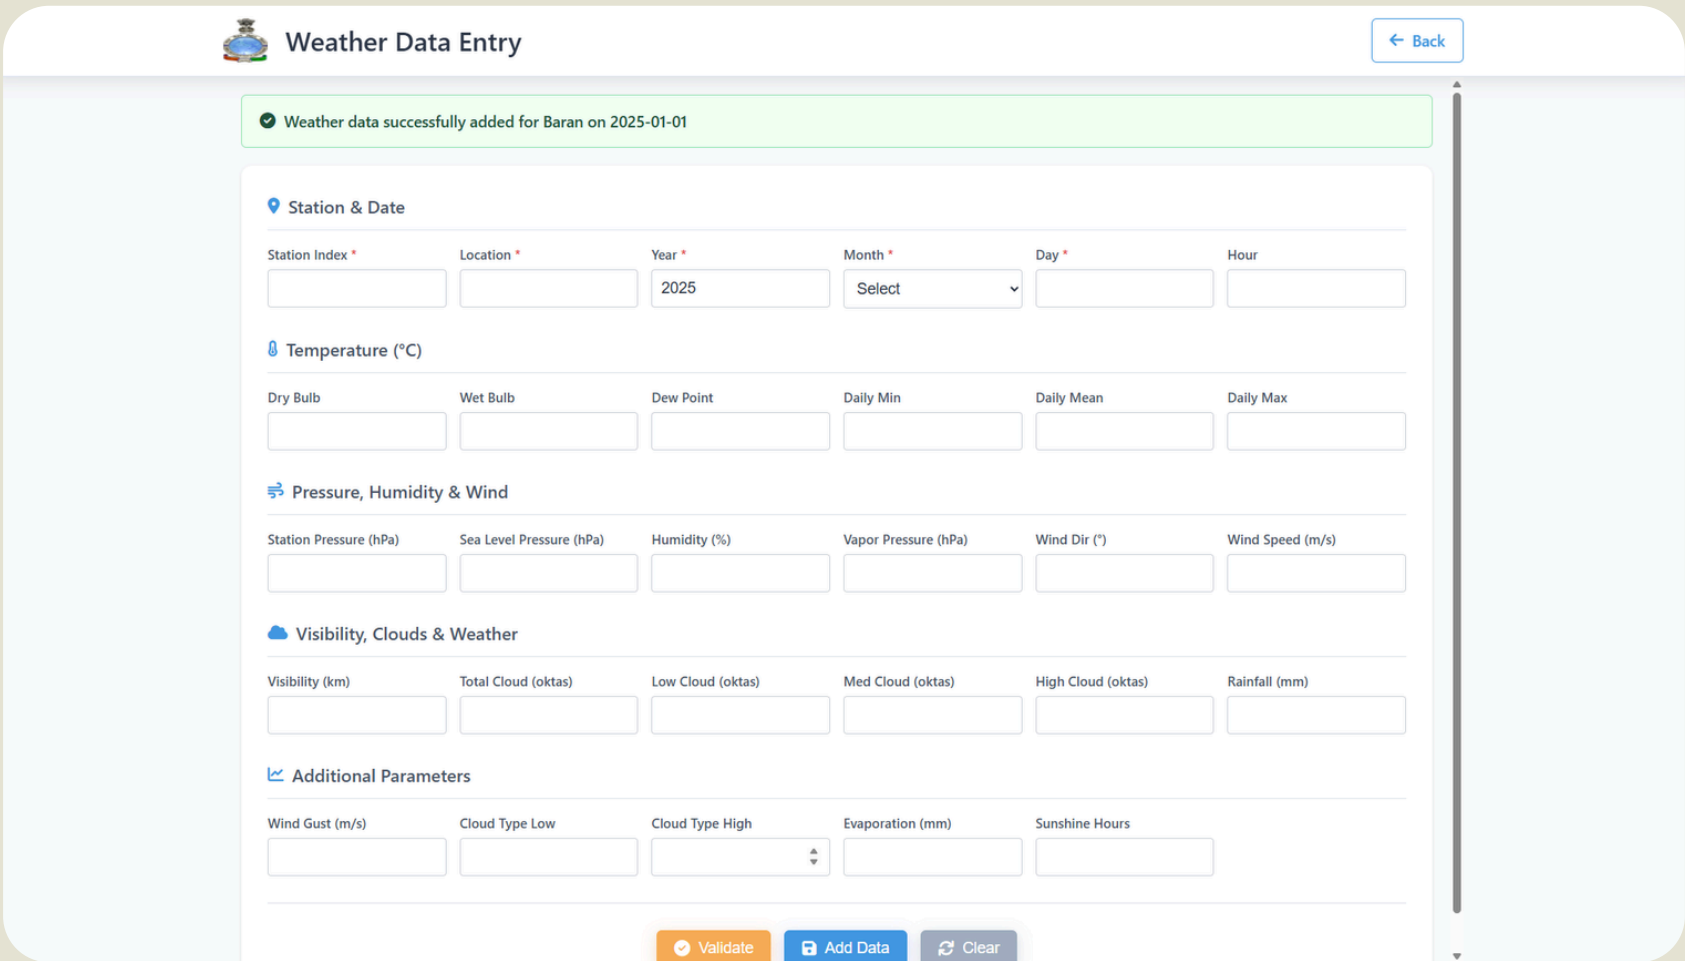 Weather Data Entry
Back
Weather data successfully added for Baran on 2025-01-01
Station & Date
Station Index * Location * Year * Month * Day * Hour
2025 Select
Temperature (°C)
Dry Bulb Wet Bulb Dew Point Daily Min Daily Mean Daily Max
Pressure, Humidity & Wind
Station Pressure (hPa) Sea Level Pressure (hPa) Humidity (%) Vapor Pressure (hPa) Wind Dir (°) Wind Speed (m/s)
Visibility, Clouds & Weather
Visibility (km) Total Cloud (oktas) Low Cloud (oktas) Med Cloud (oktas) High Cloud (oktas) Rainfall (mm)
Additional Parameters
Wind Gust (m/s) Cloud Type Low Cloud Type High Evaporation (mm) Sunshine Hours
Validate Add Data Clear